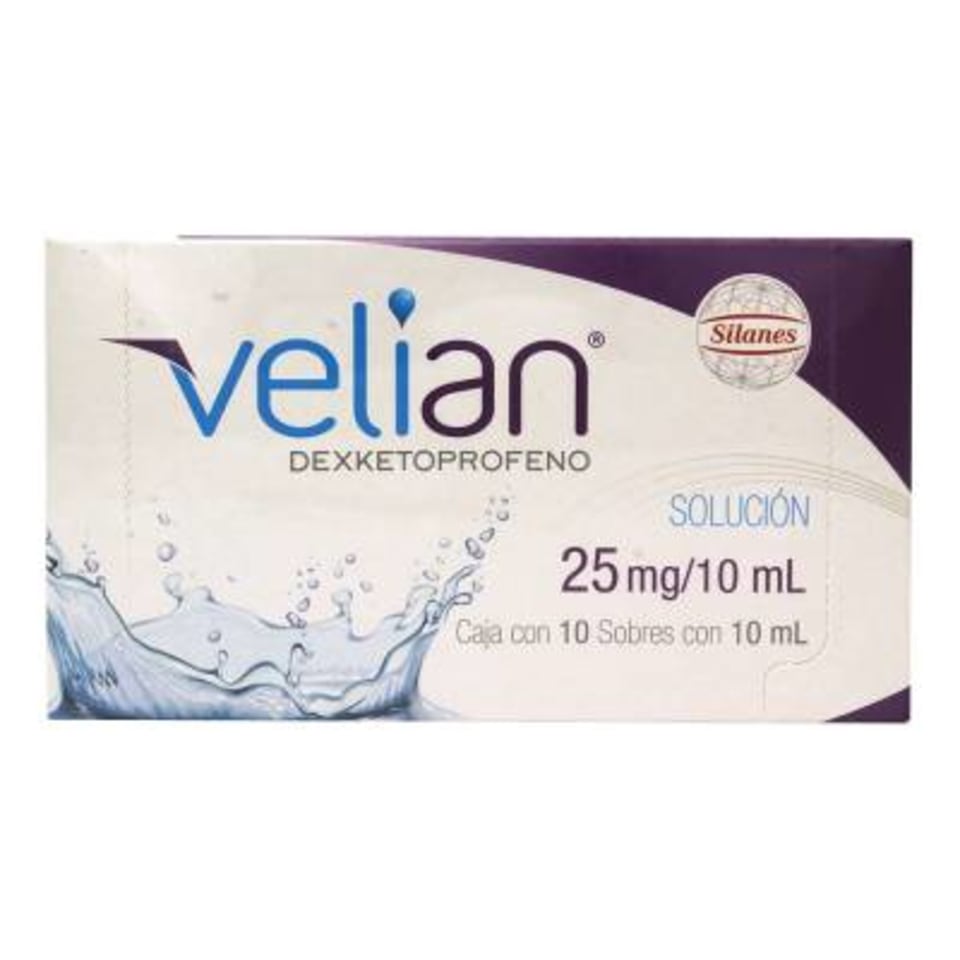 Silanes
velian®
DEXKETOPROFENO
SOLUCIÓN
25 mg/10 mL
Caja con 10 Sobres con 10 mL